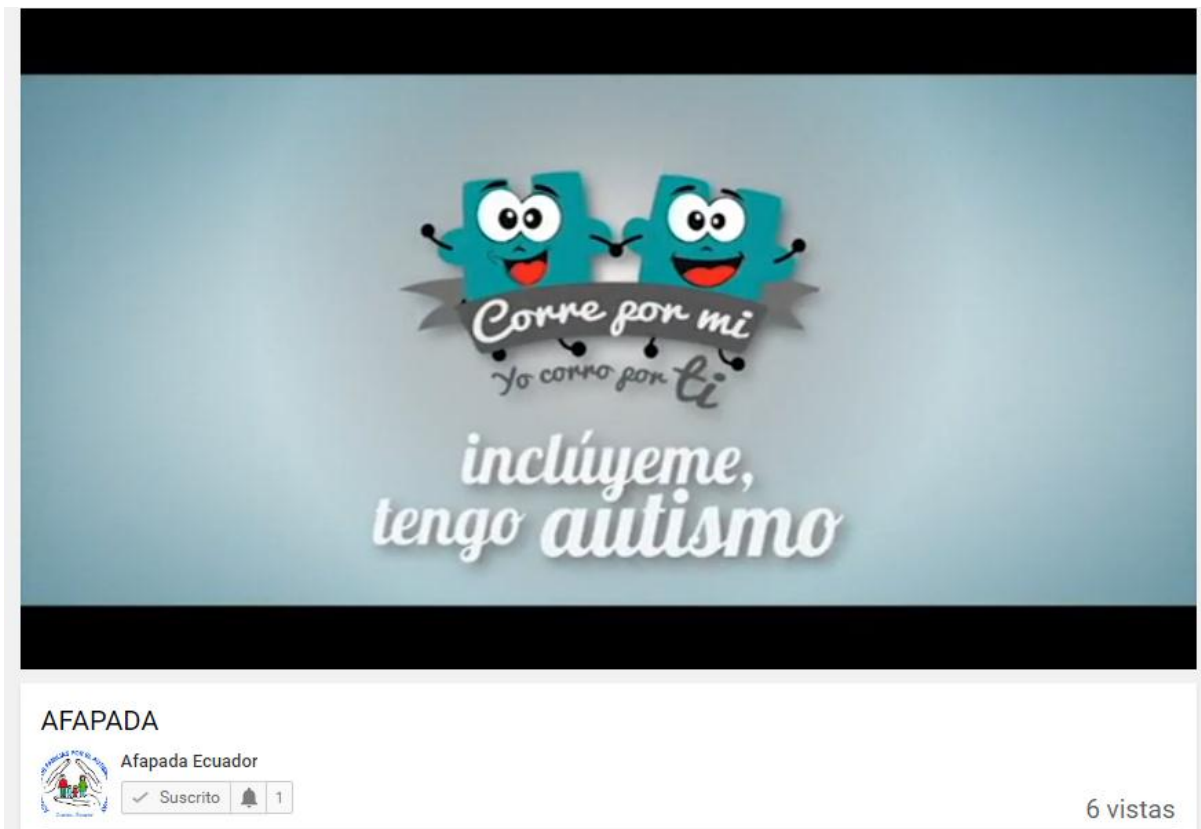 Corre por mi
Yo corro por ti
inclúyeme,
tengo autismo
AFAPADA
Afapada Ecuador
Suscrito 1
6 vistas